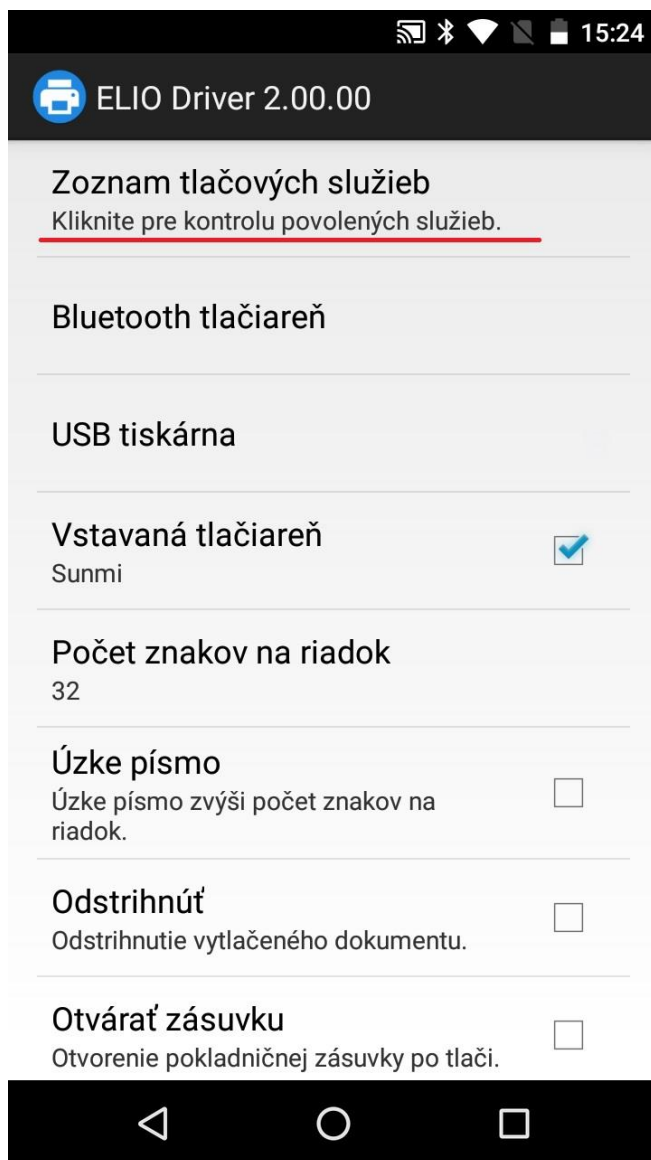 15:24
ELIO Driver 2.00.00
Zoznam tlačových služieb
Kliknite pre kontrolu povolených služieb.
Bluetooth tlačiareň
USB tiskárna
Vstavaná tlačiareň
Sunmi
Počet znakov na riadok
32
Úzke písmo
Úzke písmo zvýši počet znakov na
riadok.
Odstrihnúť
Odstrihnutie vytlačeného dokumentu.
Otvárať zásuvku
Otvorenie pokladničnej zásuvky po tlači.